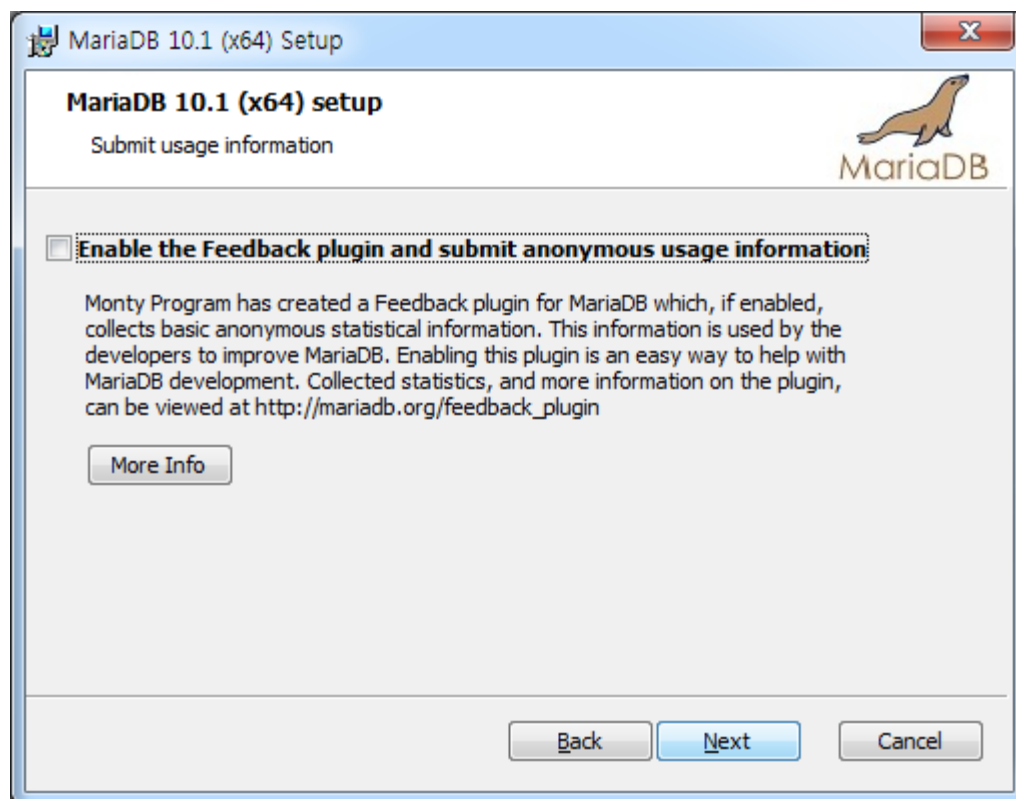 MariaDB 10.1 (x64) Setup
MariaDB 10.1 (x64) setup
Submit usage information
MariaDB
Enable the Feedback plugin and submit anonymous usage information
Monty Program has created a Feedback plugin for MariaDB which, if enabled,
collects basic anonymous statistical information. This information is used by the
developers to improve MariaDB. Enabling this plugin is an easy way to help with
MariaDB development. Collected statistics, and more information on the plugin,
can be viewed at http://mariadb.org/feedback_plugin
More Info
Back Next Cancel